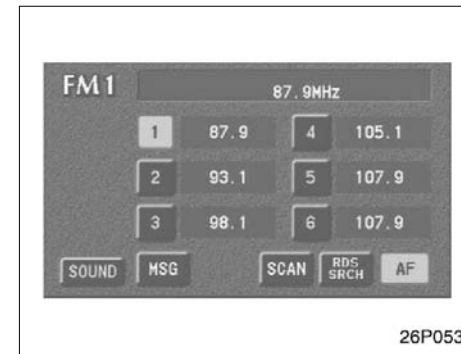 FM1
87.9MHz
1 87.9 4 105.1
2 93.1 5 107.9
3 98.1 6 107.9
SOUND MSG SCAN RDS SRCH AF
26P053